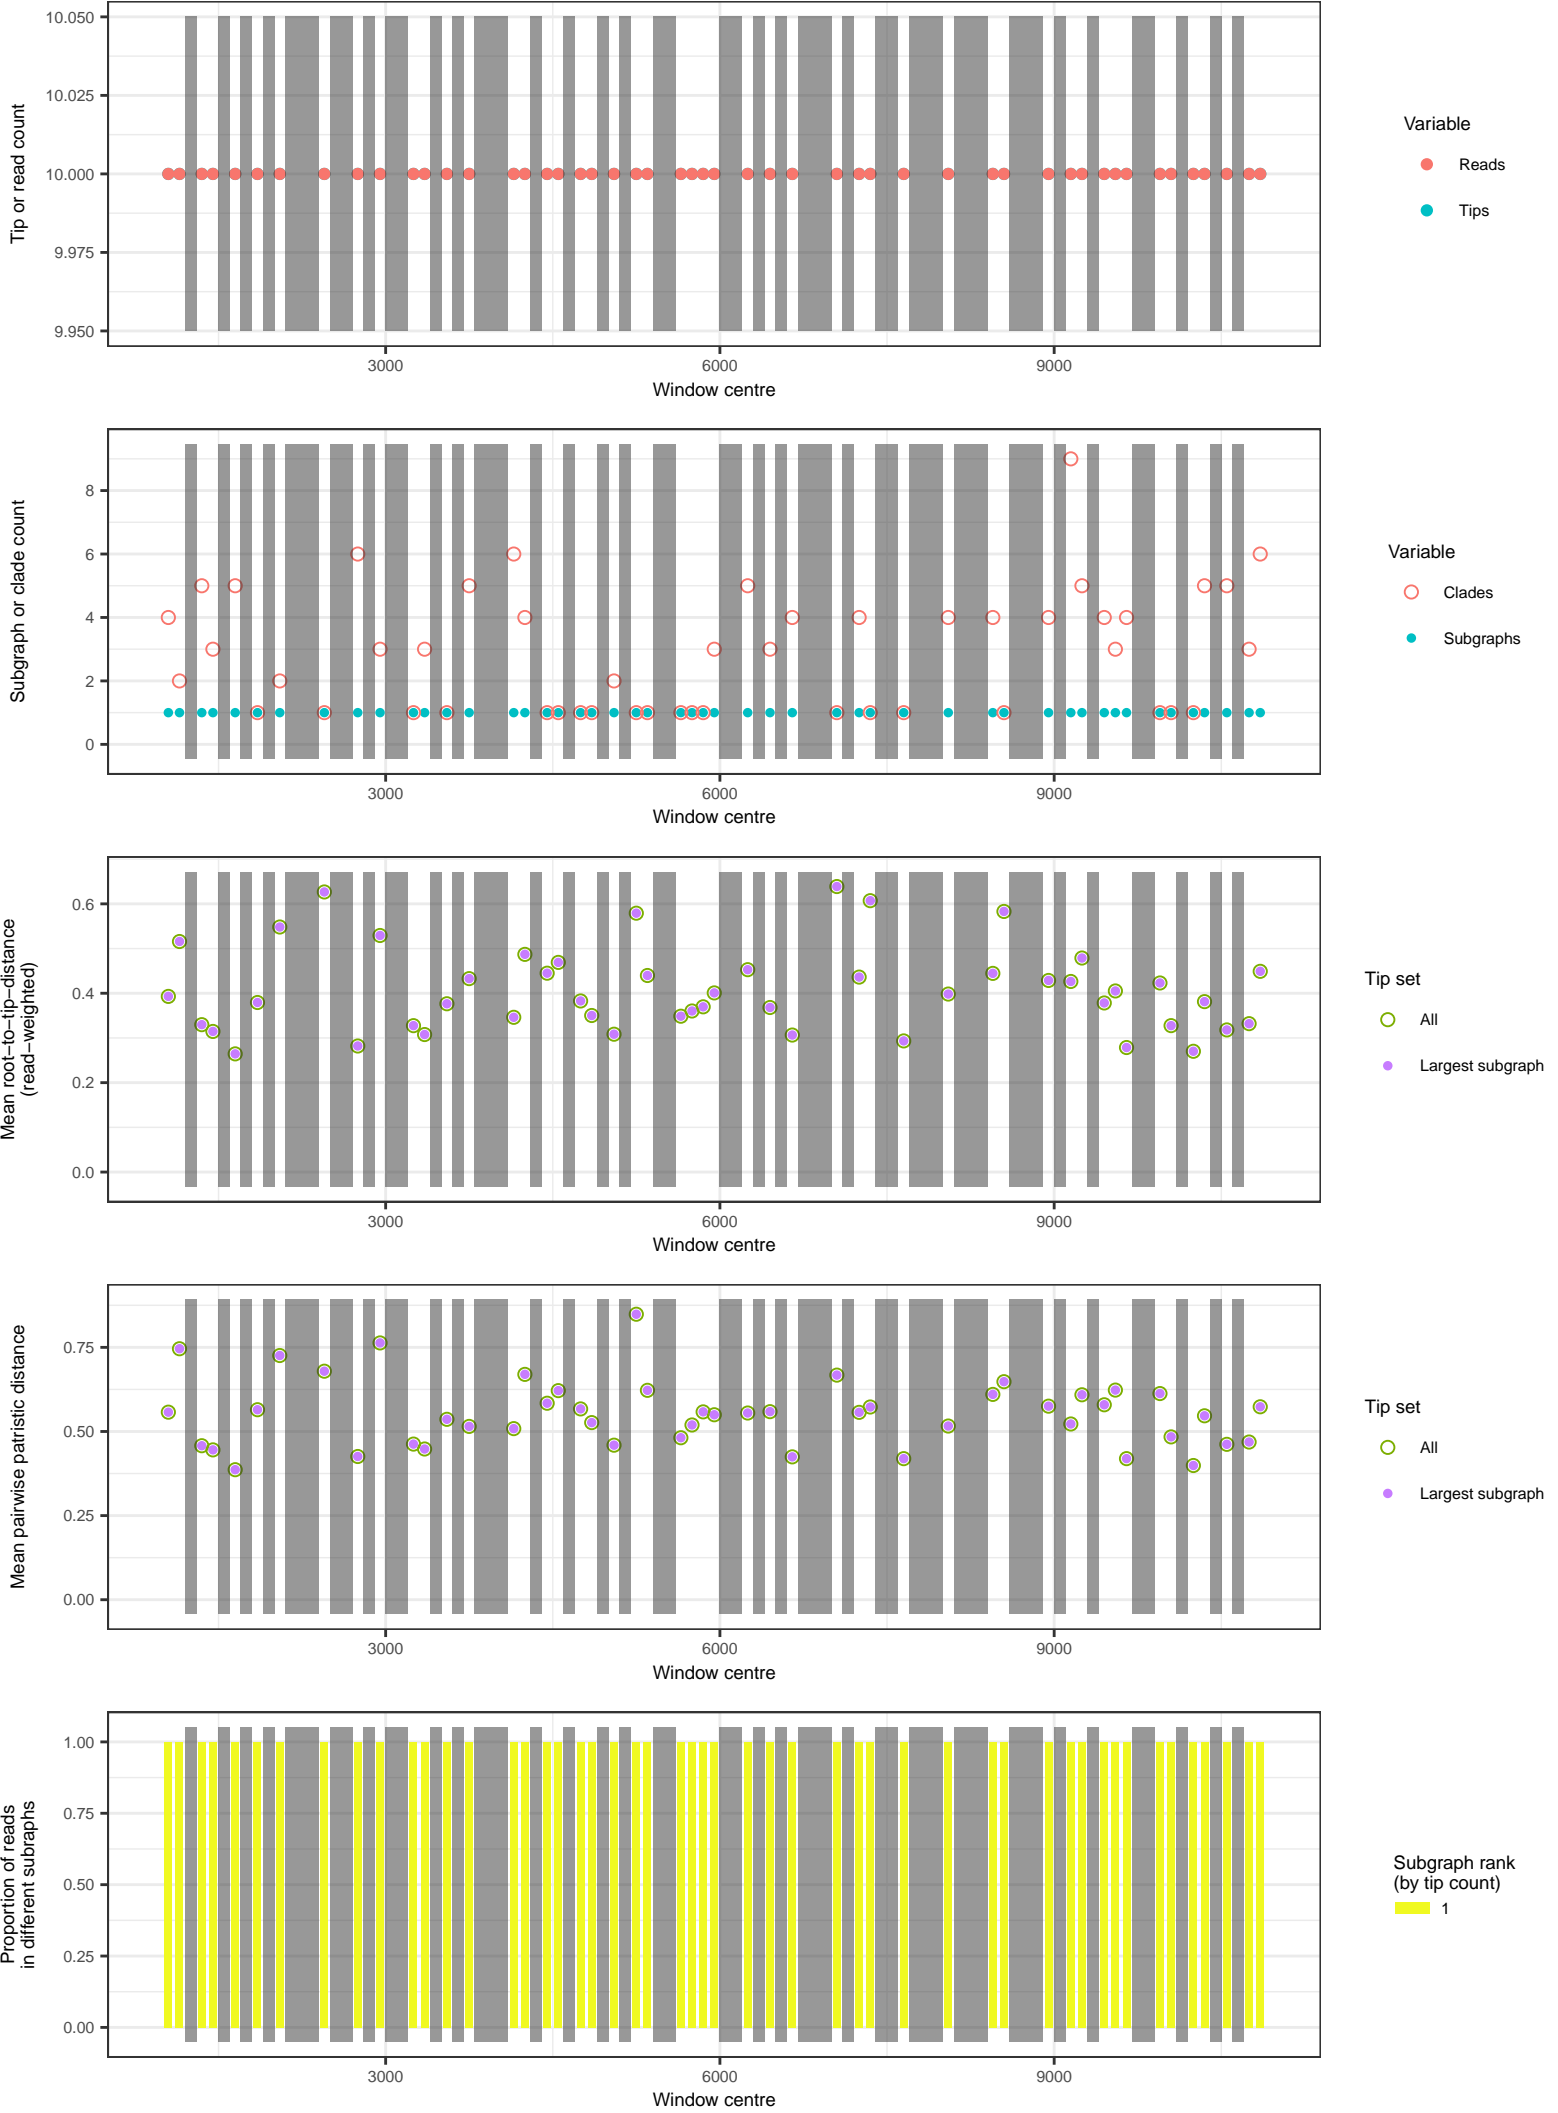 10.050
10.025
10.000
9.975
9.950
Tip or read count
3000 6000 9000
Window centre
Variable
Reads
Tips
8
6
4
2
0
Subgraph or clade count
3000 6000 9000
Window centre
Variable
Clades
Subgraphs
0.6
0.4
0.2
0.0
Mean root−to−tip−distance
(read−weighted)
3000 6000 9000
Window centre
Tip set
All
Largest subgraph
0.75
0.50
0.25
0.00
Mean pairwise patristic distance
3000 6000 9000
Window centre
Tip set
All
Largest subgraph
1.00
0.75
0.50
0.25
0.00
Proportion of reads
in different subraphs
3000 6000 9000
Window centre
Subgraph rank
(by tip count)
1